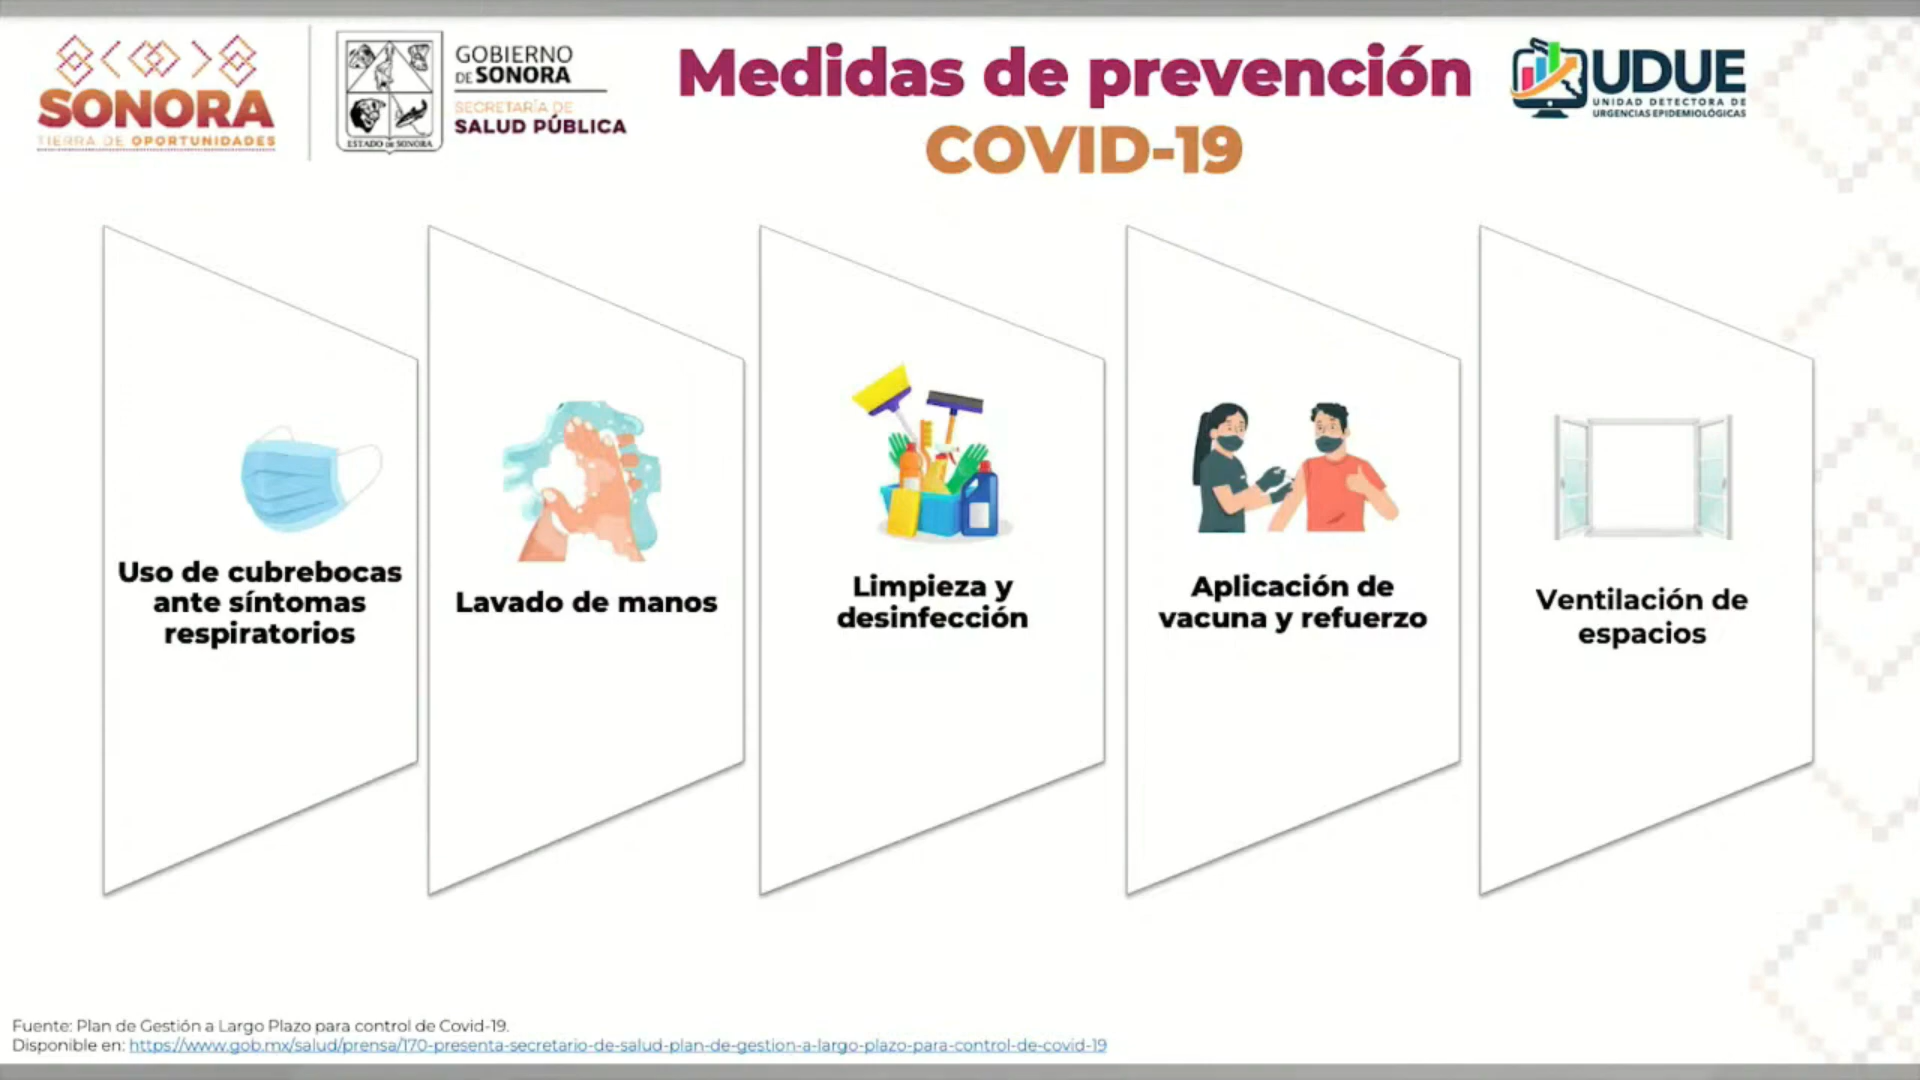 SONORA
TIERRA DE OPORTUNIDADES
GOBIERNO
DE SONORA
SECRETARÍA DE
SALUD PÚBLICA
ESTADO DE SONORA
Medidas de prevención
COVID-19
UDUE
UNIDAD DETECTORA DE
URGENCIAS EPIDEMIOLÓGICAS
Uso de cubrebocas
ante síntomas
respiratorios
Lavado de manos
Limpieza y
desinfección
Aplicación de
vacuna y refuerzo
Ventilación de
espacios
Fuente: Plan de Gestión a Largo Plazo para control de Covid-19.
Disponible en: https://www.gob.mx/salud/prensa/170-presenta-secretario-de-salud-plan-de-gestion-a-largo-plazo-para-control-de-covid-19